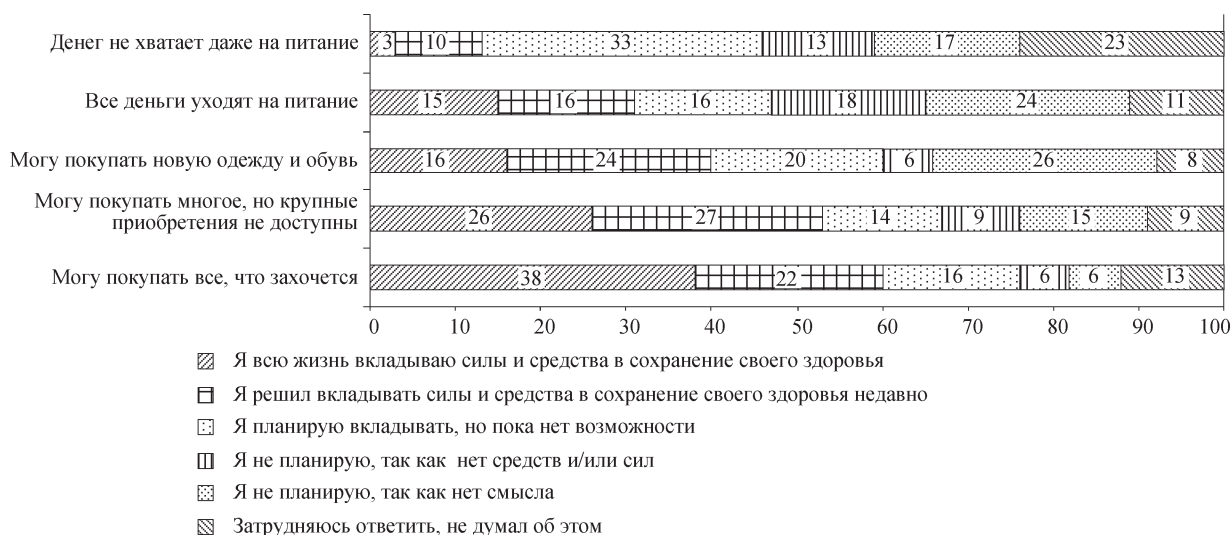 Денег не хватает даже на питание
3 10 33 13 17 23
Все деньги уходят на питание
15 16 16 18 24 11
Могу покупать новую одежду и обувь
16 24 20 6 26 8
Могу покупать многое, но крупные
приобретения не доступны
26 27 14 9 15 9
Могу покупать все, что захочется
38 22 16 6 6 13
0 10 20 30 40 50 60 70 80 90 100
Я всю жизнь вкладываю силы и средства в сохранение своего здоровья
Я решил вкладывать силы и средства в сохранение своего здоровья недавно
Я планирую вкладывать, но пока нет возможности
Я не планирую, так как нет средств и/или сил
Я не планирую, так как нет смысла
Затрудняюсь ответить, не думал об этом